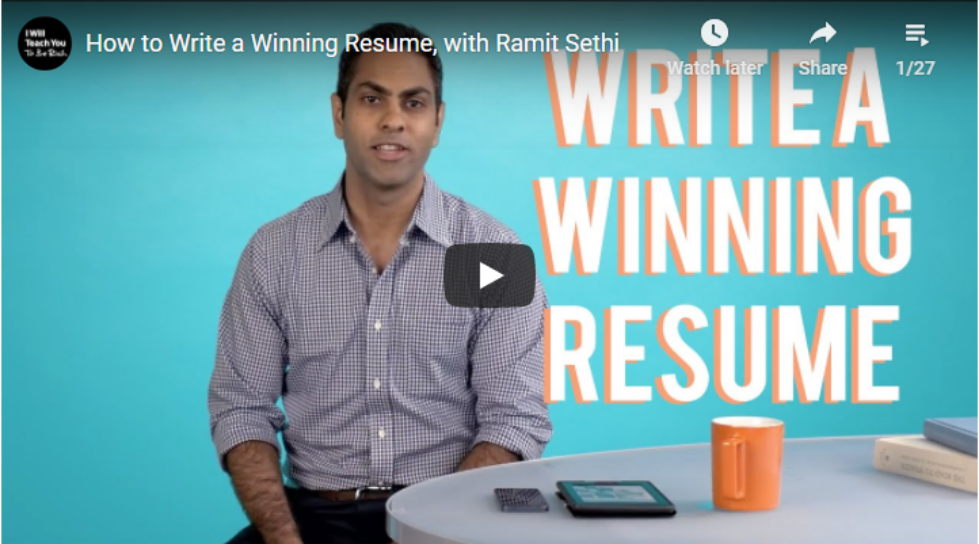 I Will
Teach You
To Be Rich
How to Write a Winning Resume, with Ramit Sethi
Watch later
Share
1/27
WRITE A
WINNING
RESUME